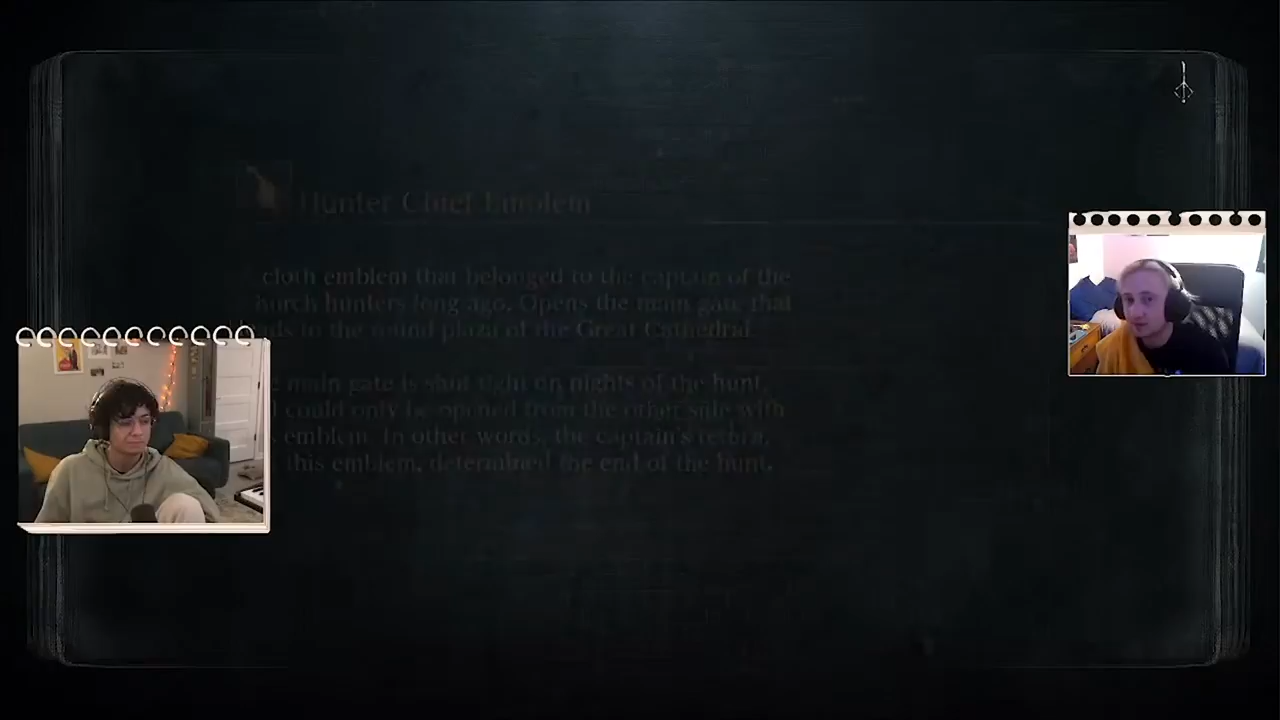 Hunter Chief Emblem
cloth emblem that belonged to the captain of the
hunters long ago. Opens the main gate that
to the round plaza of the Great Cathedral.
main gate is shut tight on nights of the hunt,
could only be opened from the other side with
emblem. In other words, the captain's return,
this emblem, determined the end of the hunt.